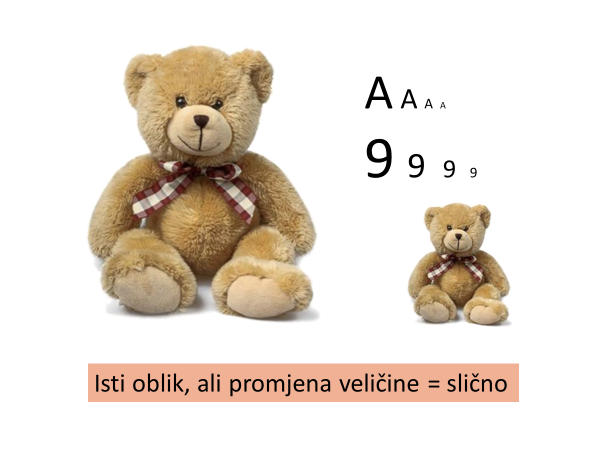 A A A A
9 9 9 9
Isti oblik, ali promjena veličine = slično